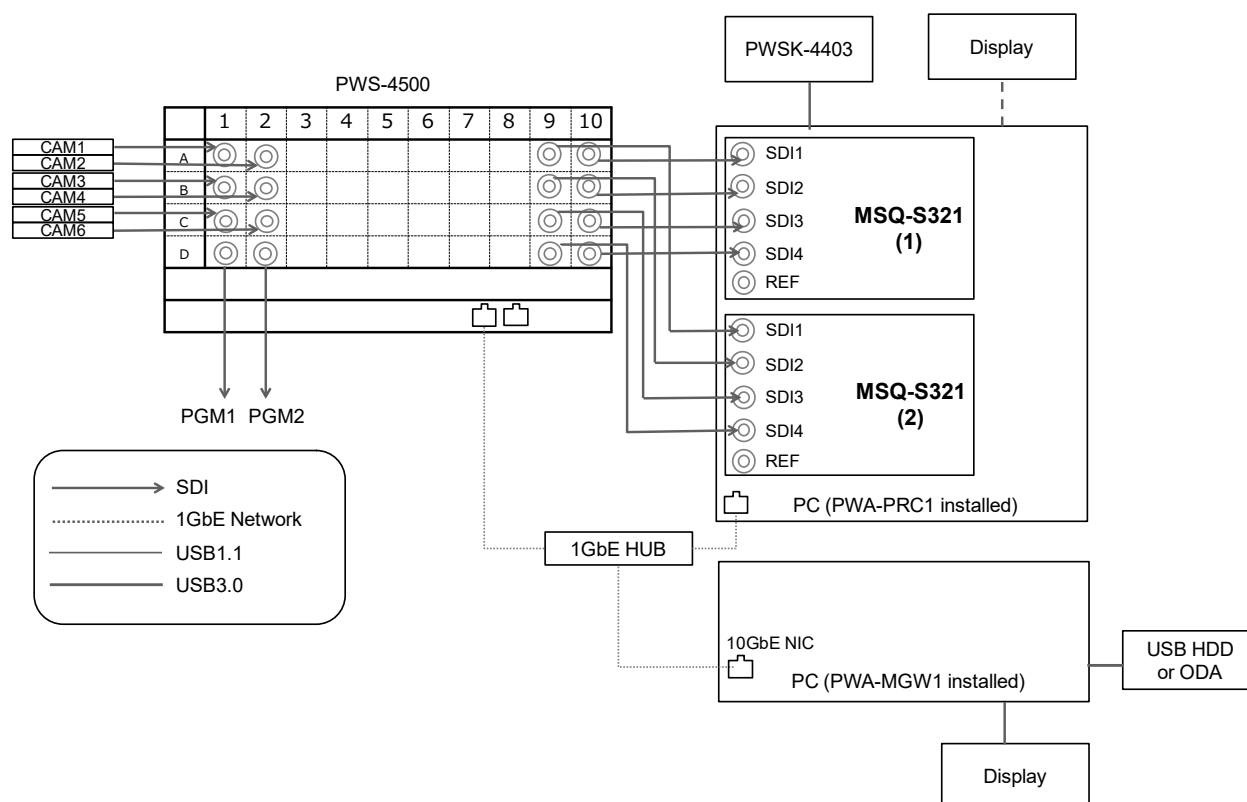 PWSK-4403
Display
PWS-4500
1 2 3 4 5 6 7 8 9 10
CAM1
CAM2
CAM3
CAM4
CAM5
CAM6
A
B
C
D
SDI1
SDI2
SDI3
SDI4
REF
MSQ-S321
(1)
SDI1
SDI2
SDI3
SDI4
REF
MSQ-S321
(2)
PC (PWA-PRC1 installed)
PGM1 PGM2
SDI
1GbE Network
USB1.1
USB3.0
1GbE HUB
10GbE NIC
PC (PWA-MGW1 installed)
USB HDD
or ODA
Display